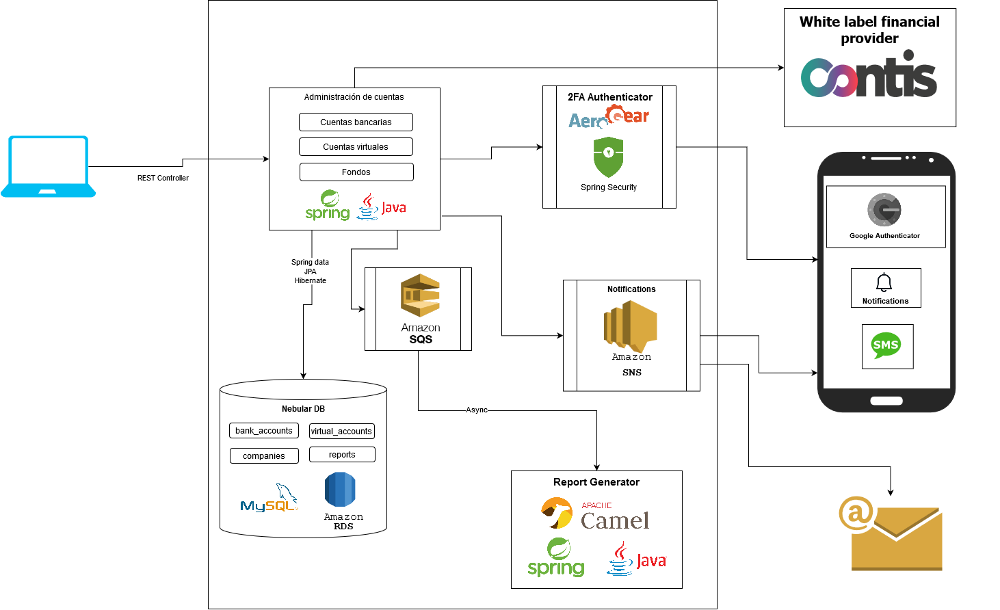 White label financial
provider
contis
Administración de cuentas
Cuentas bancarias
Cuentas virtuales
Fondos
spring
Java
2FA Authenticator
AeroGear
Spring Security
REST Controller
Google Authenticator
Notifications
SMS
Spring data
JPA
Hibernate
Amazon
SQS
Notifications
Amazon
SNS
Async
Nebular DB
bank_accounts
virtual_accounts
companies
reports
MySQL
Amazon
RDS
Report Generator
APACHE
Camel
spring
Java
@